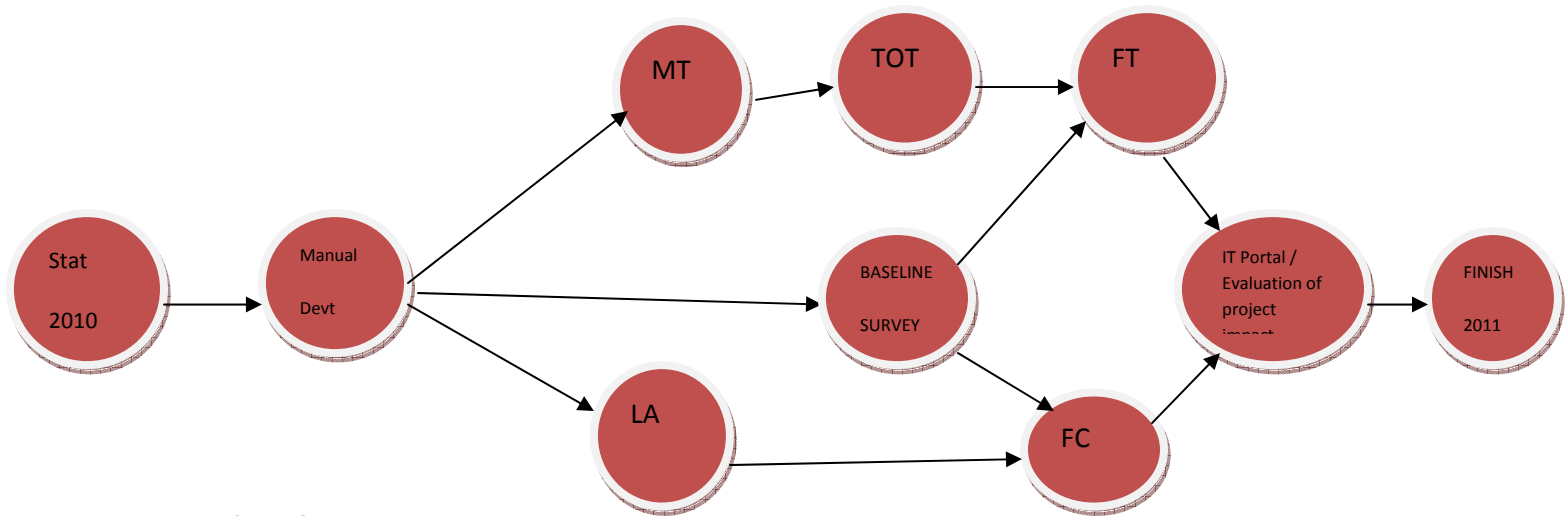 MT
TOT
FT
Stat
2010
Manual
Devt
BASELINE
SURVEY
IT Portal /
Evaluation of
project
FINISH
2011
LA
FC